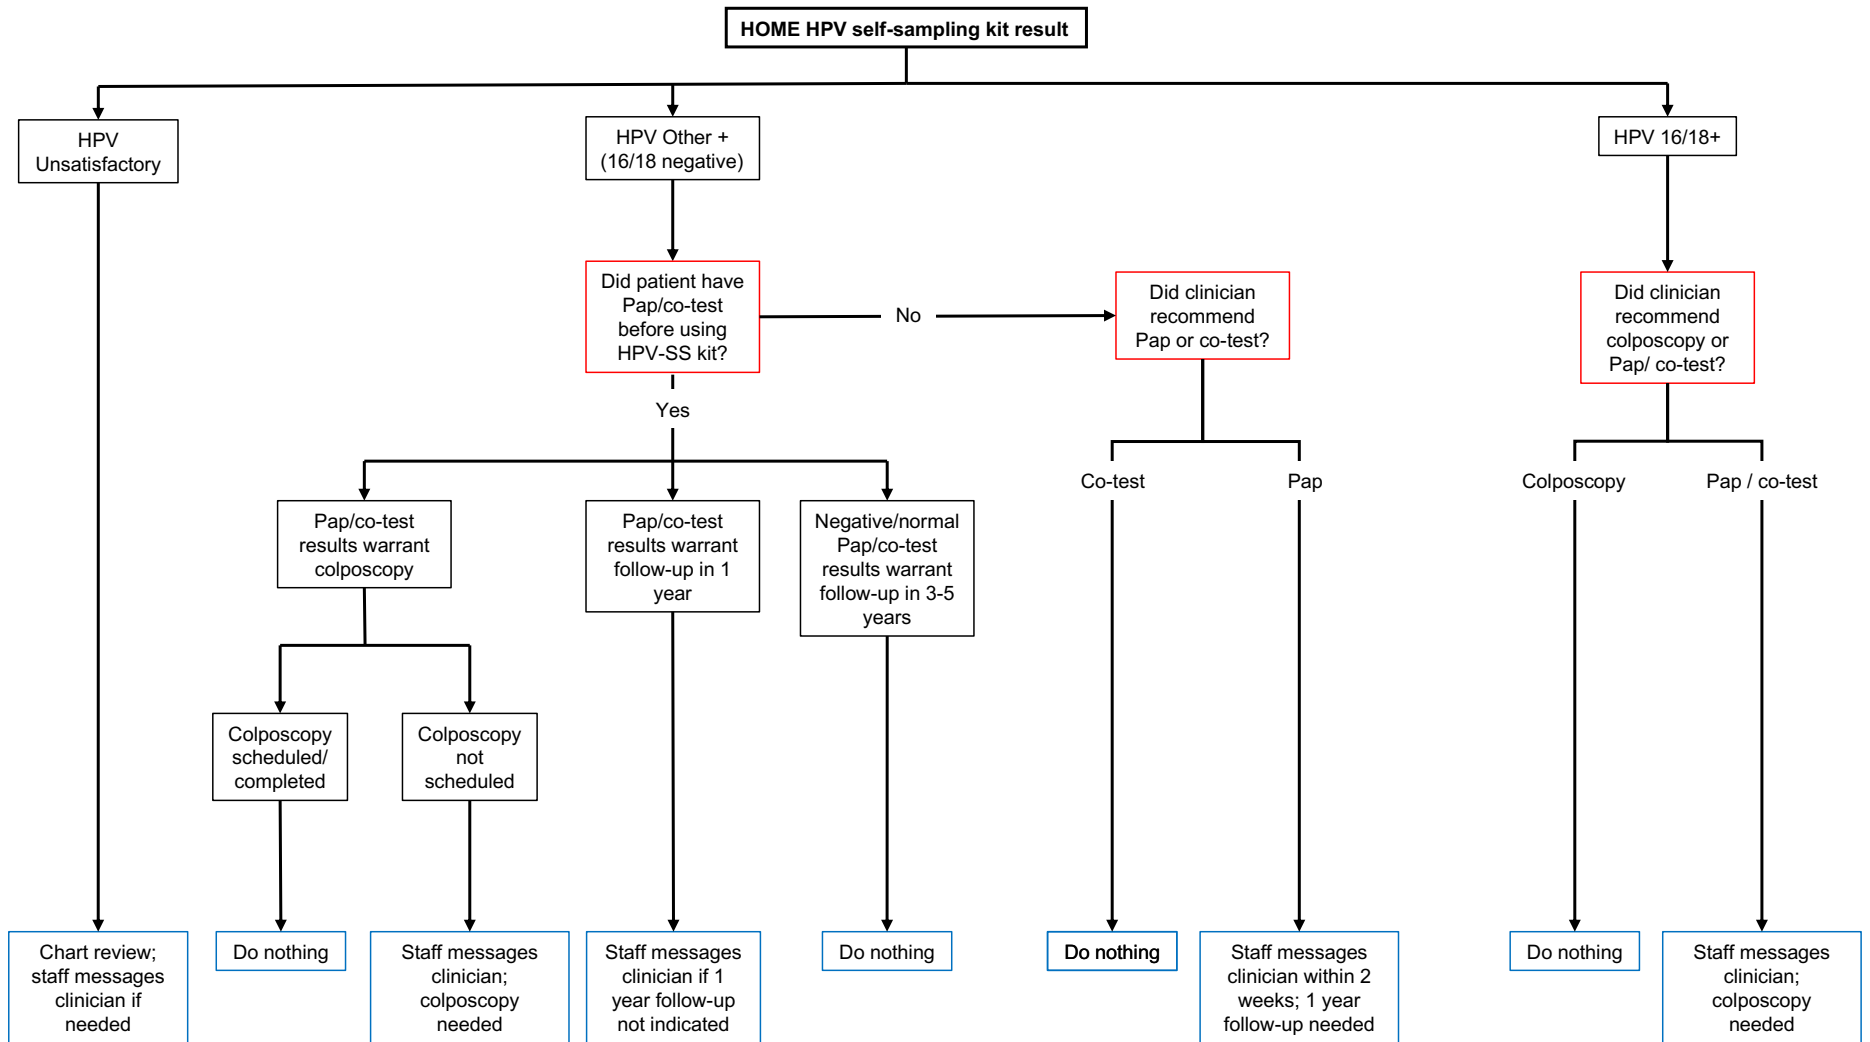 HOME HPV self-sampling kit result
HPV
Unsatisfactory
HPV Other +
(16/18 negative)
HPV 16/18+
Did patient have
Pap/co-test
before using
HPV-SS kit?
No
Did clinician
recommend
Pap or co-test?
Did clinician
recommend
colposcopy or
Pap/ co-test?
Yes
Co-test
Pap
Colposcopy
Pap / co-test
Pap/co-test
results warrant
colposcopy
Pap/co-test
results warrant
follow-up in 1
year
Negative/normal
Pap/co-test
results warrant
follow-up in 3-5
years
Colposcopy
scheduled/
completed
Colposcopy
not
scheduled
Chart review;
staff messages
clinician if
needed
Do nothing
Staff messages
clinician;
colposcopy
needed
Staff messages
clinician if 1
year follow-up
not indicated
Do nothing
Do nothing
Staff messages
clinician within 2
weeks; 1 year
follow-up needed
Do nothing
Staff messages
clinician;
colposcopy
needed